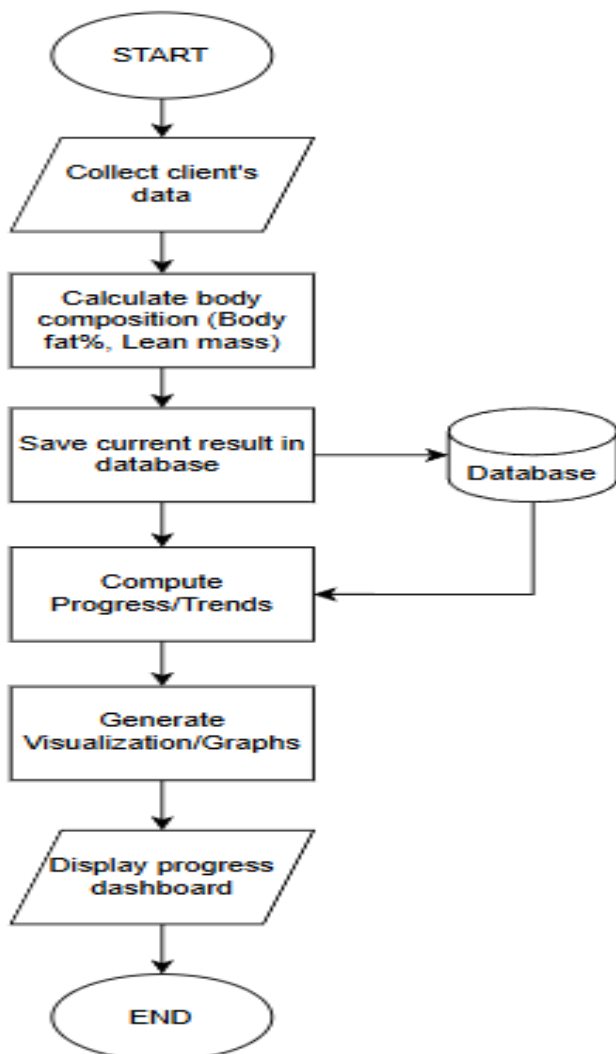 START
Collect client's
data
Calculate body
composition (Body
fat%, Lean mass)
Save current result in
database
Database
Compute
Progress/Trends
Generate
Visualization/Graphs
Display progress
dashboard
END